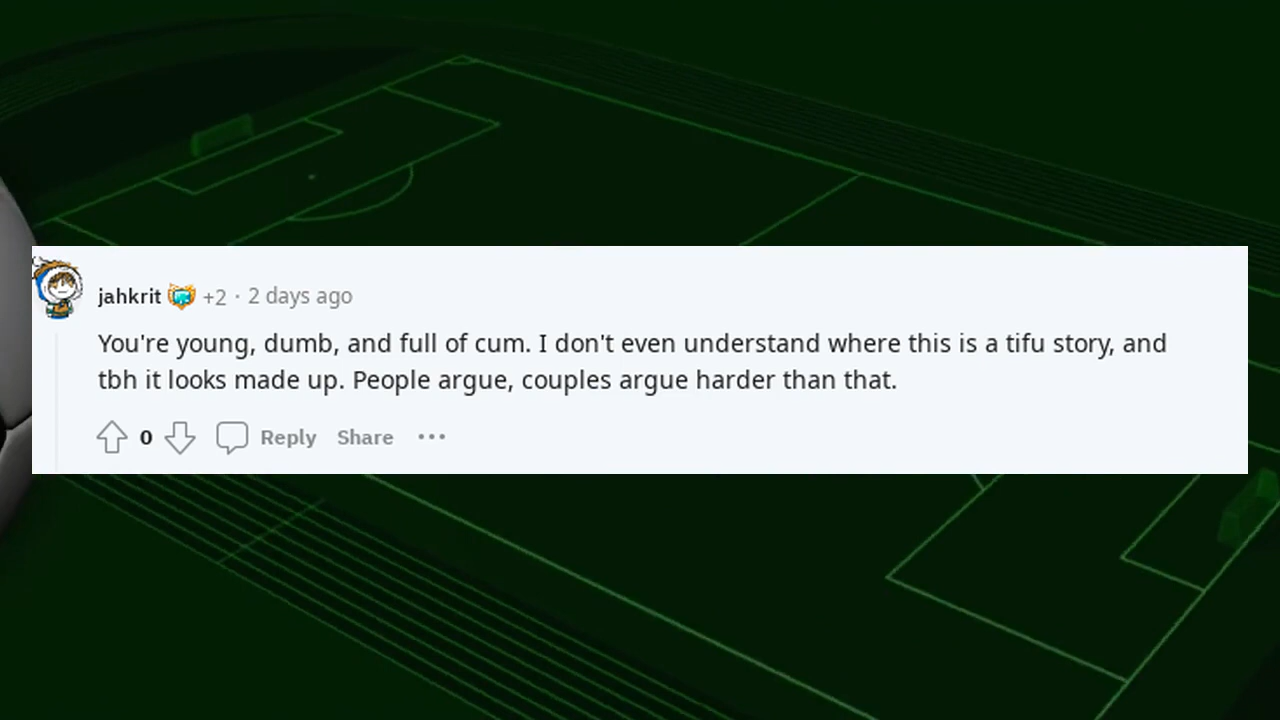 jahkrit +2 · 2 days ago
You're young, dumb, and full of cum. I don't even understand where this is a tifu story, and
tbh it looks made up. People argue, couples argue harder than that.
0 Reply Share •••